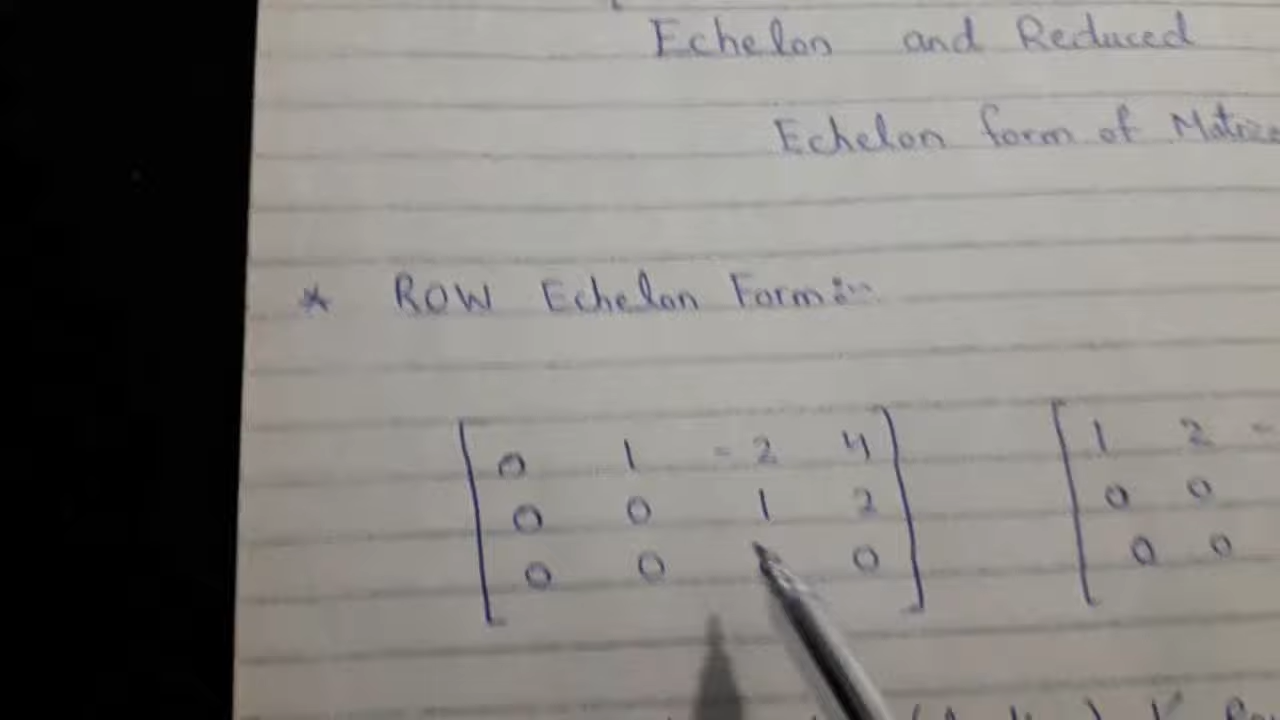 Echelon and Reduced
Echelon form of Matrice
* ROW Echelon Form:-
0 1 -2 4 1 2 -
0 0 1 2 0 0
0 0 0 0 0